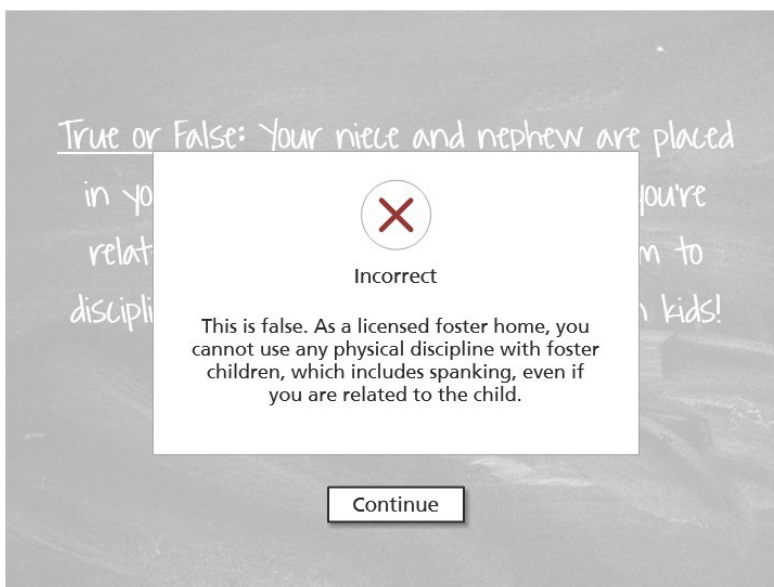 True or False: Your niece and nephew are placed
in yo
you're
relat
m to
discipli
n kids!
Incorrect
This is false. As a licensed foster home, you
cannot use any physical discipline with foster
children, which includes spanking, even if
you are related to the child.
Continue